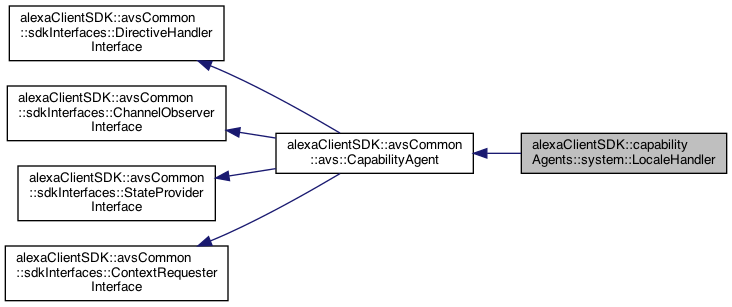 alexaClientSDK::avsCommon
::sdkInterfaces::DirectiveHandler
Interface
alexaClientSDK::avsCommon
::sdkInterfaces::ChannelObserver
Interface
alexaClientSDK::avsCommon
::sdkInterfaces::StateProvider
Interface
alexaClientSDK::avsCommon
::sdkInterfaces::ContextRequester
Interface
alexaClientSDK::avsCommon
::avs::CapabilityAgent
alexaClientSDK::capability
Agents::system::LocaleHandler